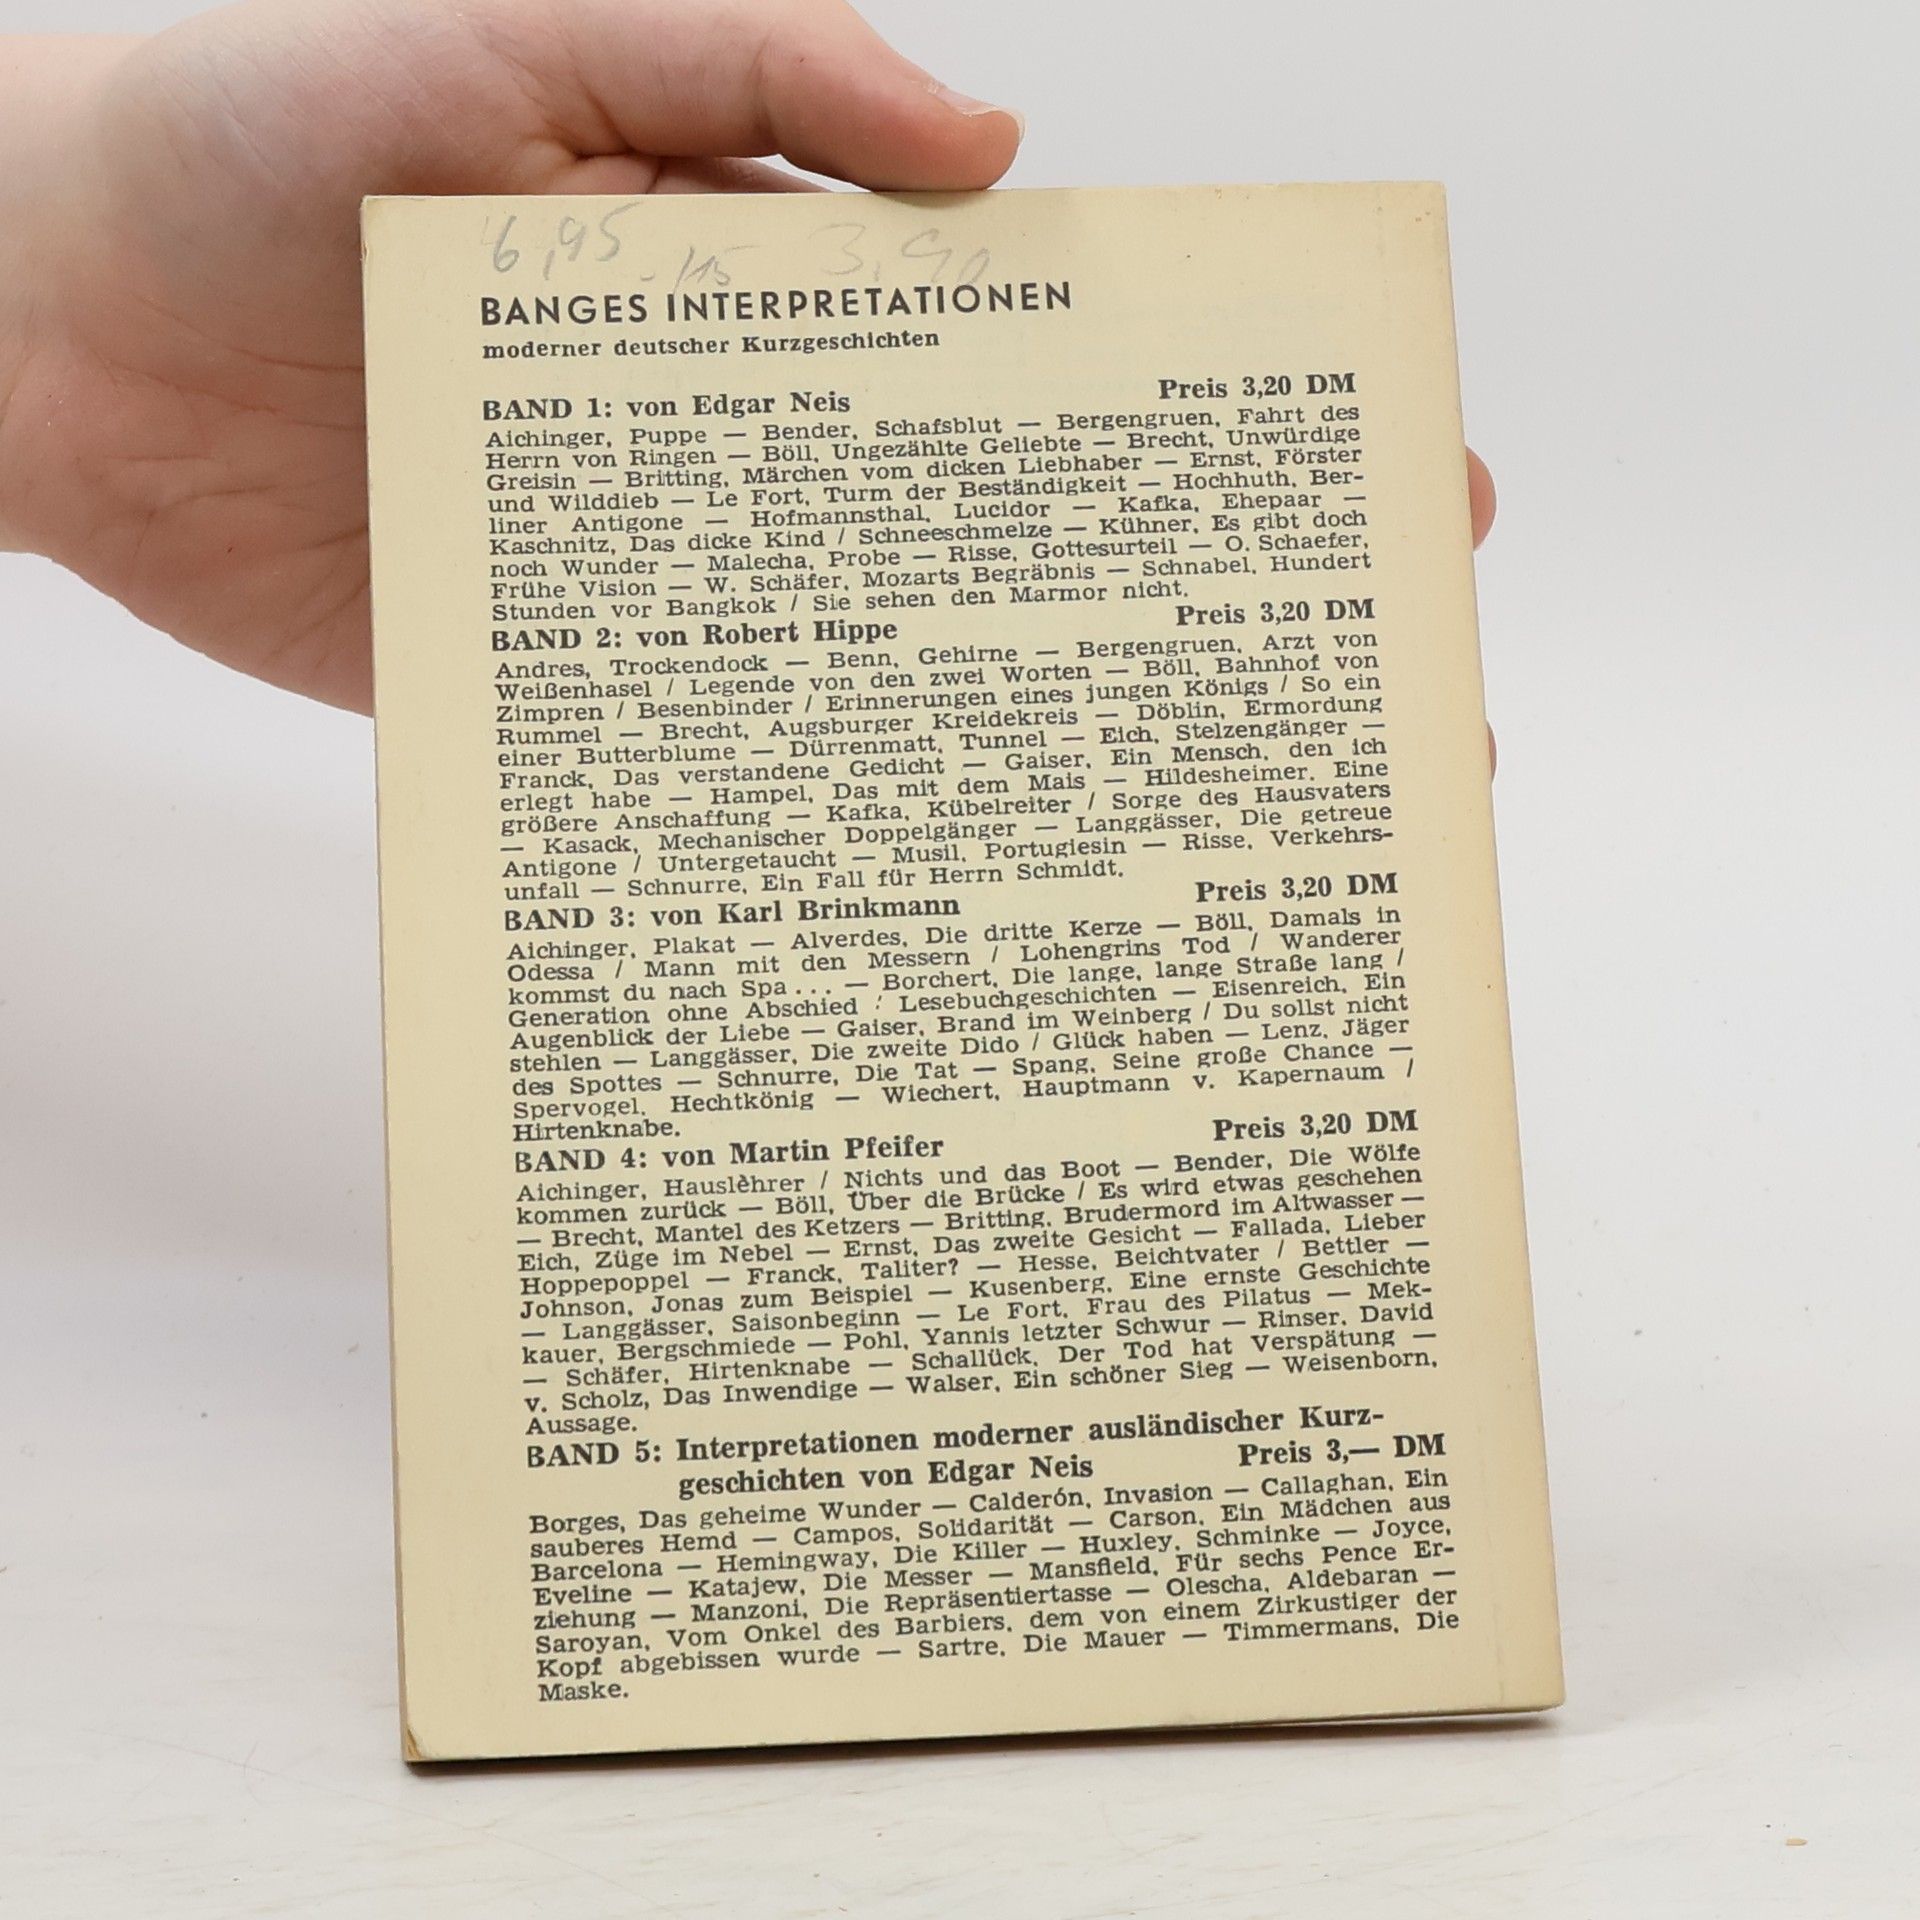 6,95 -/15 3,90
BANGES INTERPRETATIONEN
moderner deutscher Kurzgeschichten
BAND 1: von Edgar Neis Preis 3,20 DM
Aichinger, Puppe — Bender, Schafsblut — Bergengruen, Fahrt des
Herrn von Ringen — Böll, Ungezählte Geliebte — Brecht, Unwürdige
Greisin — Britting, Märchen vom dicken Liebhaber — Ernst, Förster
und Wilddieb — Le Fort, Turm der Beständigkeit — Hochhuth, Ber-
liner Antigone — Hofmannsthal, Lucidor — Kafka, Ehepaar —
Kaschnitz, Das dicke Kind / Schneeschmelze — Kühner, Es gibt doch
noch Wunder — Malecha, Probe — Risse, Gottesurteil — O. Schaefer,
Frühe Vision — W. Schäfer, Mozarts Begräbnis — Schnabel, Hundert
Stunden vor Bangkok / Sie sehen den Marmor nicht.
BAND 2: von Robert Hippe Preis 3,20 DM
Andres, Trockendock — Benn, Gehirne — Bergengruen, Arzt von
Weißenhasel / Legende von den zwei Worten — Böll, Bahnhof von
Zimpren / Besenbinder / Erinnerungen eines jungen Königs / So ein
Rummel — Brecht, Augsburger Kreidekreis — Döblin, Ermordung
einer Butterblume — Dürrenmatt, Tunnel — Eich, Stelzengänger —
Franck, Das verstandene Gedicht — Gaiser, Ein Mensch, den ich
erlegt habe — Hampel, Das mit dem Mais — Hildesheimer, Eine
größere Anschaffung — Kafka, Kübelreiter / Sorge des Hausvaters
— Kasack, Mechanischer Doppelgänger — Langgässer, Die getreue
Antigone / Untergetaucht — Musil, Portugiesin — Risse, Verkehrs-
unfall — Schnurre, Ein Fall für Herrn Schmidt.
BAND 3: von Karl Brinkmann Preis 3,20 DM
Aichinger, Plakat — Alverdes, Die dritte Kerze — Böll, Damals in
Odessa / Mann mit den Messern / Lohengrins Tod / Wanderer
kommst du nach Spa... — Borchert, Die lange, lange Straße lang /
Generation ohne Abschied / Lesebuchgeschichten — Eisenreich, Ein
Augenblick der Liebe — Gaiser, Brand im Weinberg / Du sollst nicht
stehlen — Langgässer, Die zweite Dido / Glück haben — Lenz, Jäger
des Spottes — Schnurre, Die Tat — Spang, Seine große Chance —
Spervogel, Hechtkönig — Wiechert, Hauptmann v. Kapernaum /
Hirtenknabe.
BAND 4: von Martin Pfeifer Preis 3,20 DM
Aichinger, Hauslehrer / Nichts und das Boot — Bender, Die Wölfe
kommen zurück — Böll, Über die Brücke / Es wird etwas geschehen
— Brecht, Mantel des Ketzers — Britting, Brudermord im Altwasser —
Eich, Züge im Nebel — Ernst, Das zweite Gesicht — Fallada, Lieber
Hoppepoppel — Franck, Taliter? — Hesse, Beichtvater / Bettler —
Johnson, Jonas zum Beispiel — Kusenberg, Eine ernste Geschichte
— Langgässer, Saisonbeginn — Le Fort, Frau des Pilatus — Mek-
kauer, Bergschmiede — Pohl, Yannis letzter Schwur — Rinser, David
— Schäfer, Hirtenknabe — Schallück, Der Tod hat Verspätung —
v. Scholz, Das Inwendige — Walser, Ein schöner Sieg — Weisenborn,
Aussage.
BAND 5: Interpretationen moderner ausländischer Kurz-
geschichten von Edgar Neis Preis 3,— DM
Borges, Das geheime Wunder — Calderón, Invasion — Callaghan, Ein
sauberes Hemd — Campos, Solidarität — Carson, Ein Mädchen aus
Barcelona — Hemingway, Die Killer — Huxley, Schminke — Joyce,
Eveline — Katajew, Die Messer — Mansfield, Für sechs Pence Er-
ziehung — Manzoni, Die Repräsentiertasse — Olescha, Aldebaran —
Saroyan, Vom Onkel des Barbiers, dem von einem Zirkustiger der
Kopf abgebissen wurde — Sartre, Die Mauer — Timmermans, Die
Maske.